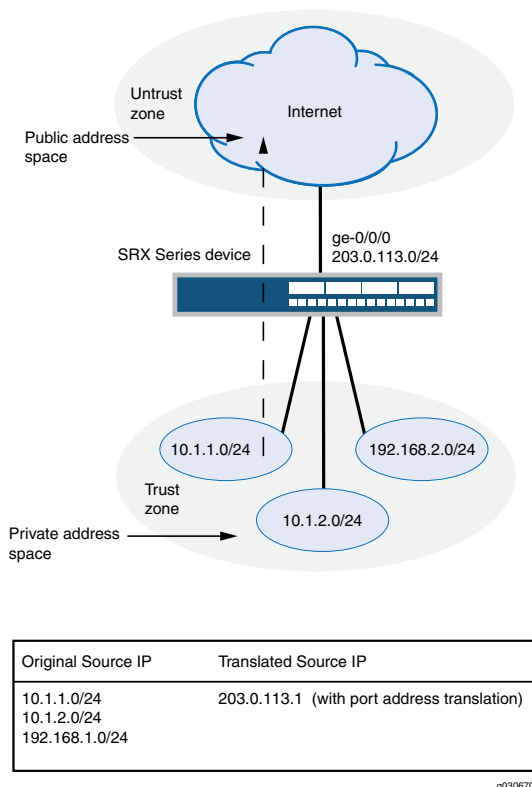 Untrust
zone
Internet
Public address
space
ge-0/0/0
203.0.113.0/24
SRX Series device
10.1.1.0/24
192.168.2.0/24
Trust
zone
10.1.2.0/24
Private address
space
Original Source IP Translated Source IP
10.1.1.0/24 203.0.113.1 (with port address translation)
10.1.2.0/24
192.168.1.0/24
g030670